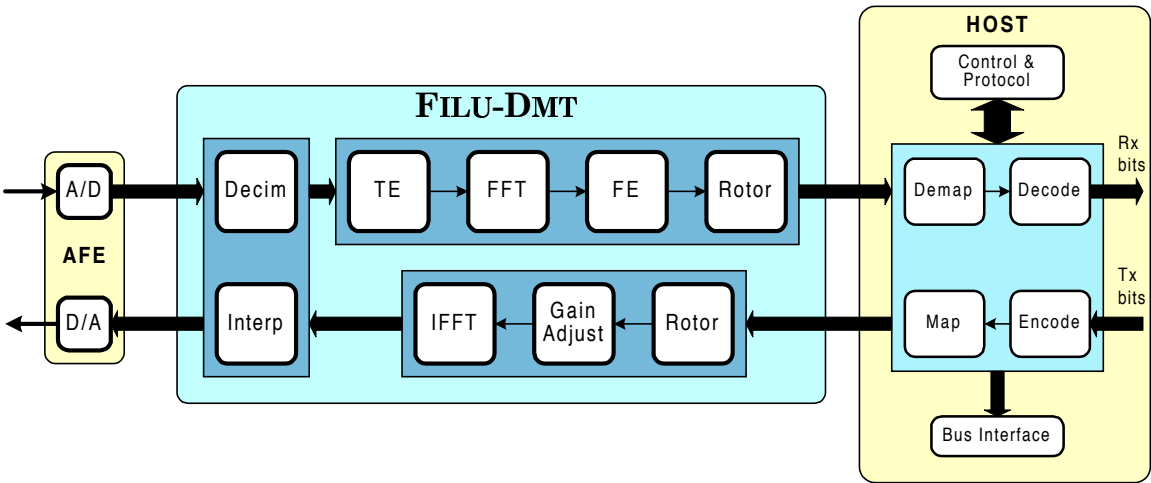 HOST
Control &
Protocol
FILU-DMT
Rx
bits
A/D
Decim
TE
FFT
FE
Rotor
Demap
Decode
AFE
Tx
bits
D/A
Interp
IFFT
Gain
Adjust
Rotor
Map
Encode
Bus Interface